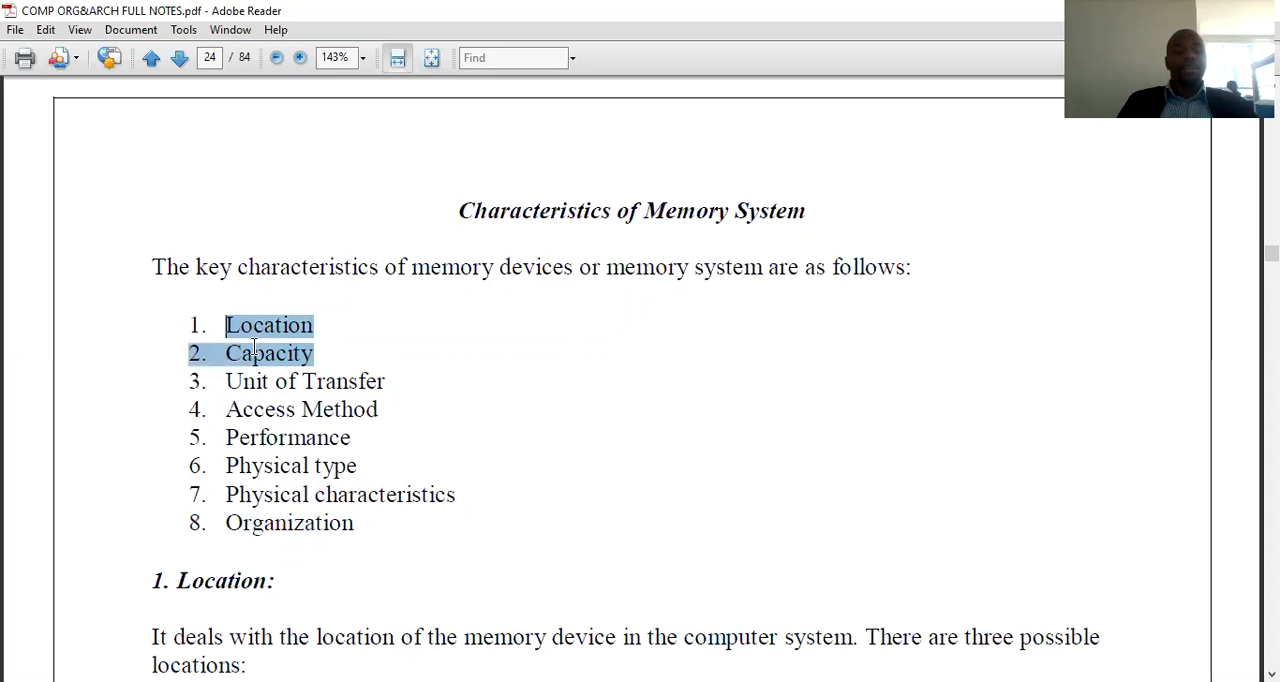 COMP ORG&ARCH FULL NOTES.pdf - Adobe Reader
File Edit View Document Tools Window Help
24 / 84 143% Find
Characteristics of Memory System
The key characteristics of memory devices or memory system are as follows:
1. Location
2. Capacity
3. Unit of Transfer
4. Access Method
5. Performance
6. Physical type
7. Physical characteristics
8. Organization
1. Location:
It deals with the location of the memory device in the computer system. There are three possible
locations: